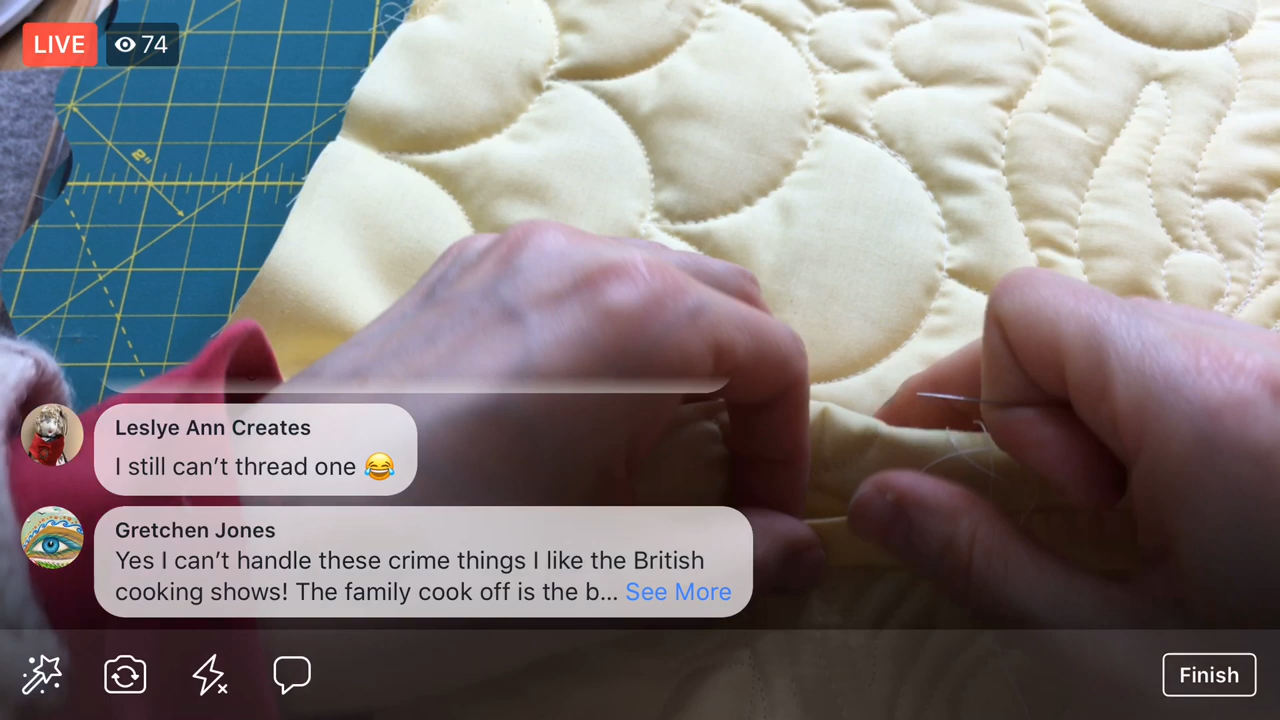 LIVE
74
2"
Leslye Ann Creates
I still can’t thread one 😂
Gretchen Jones
Yes I can’t handle these crime things I like the British
cooking shows! The family cook off is the b... See More
Finish